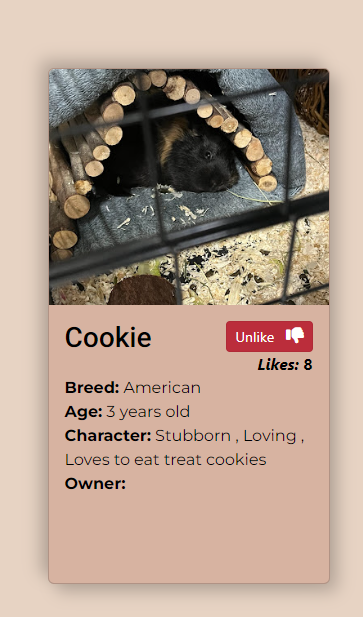 Cookie
Unlike
Likes: 8
Breed: American
Age: 3 years old
Character: Stubborn , Loving ,
Loves to eat treat cookies
Owner: